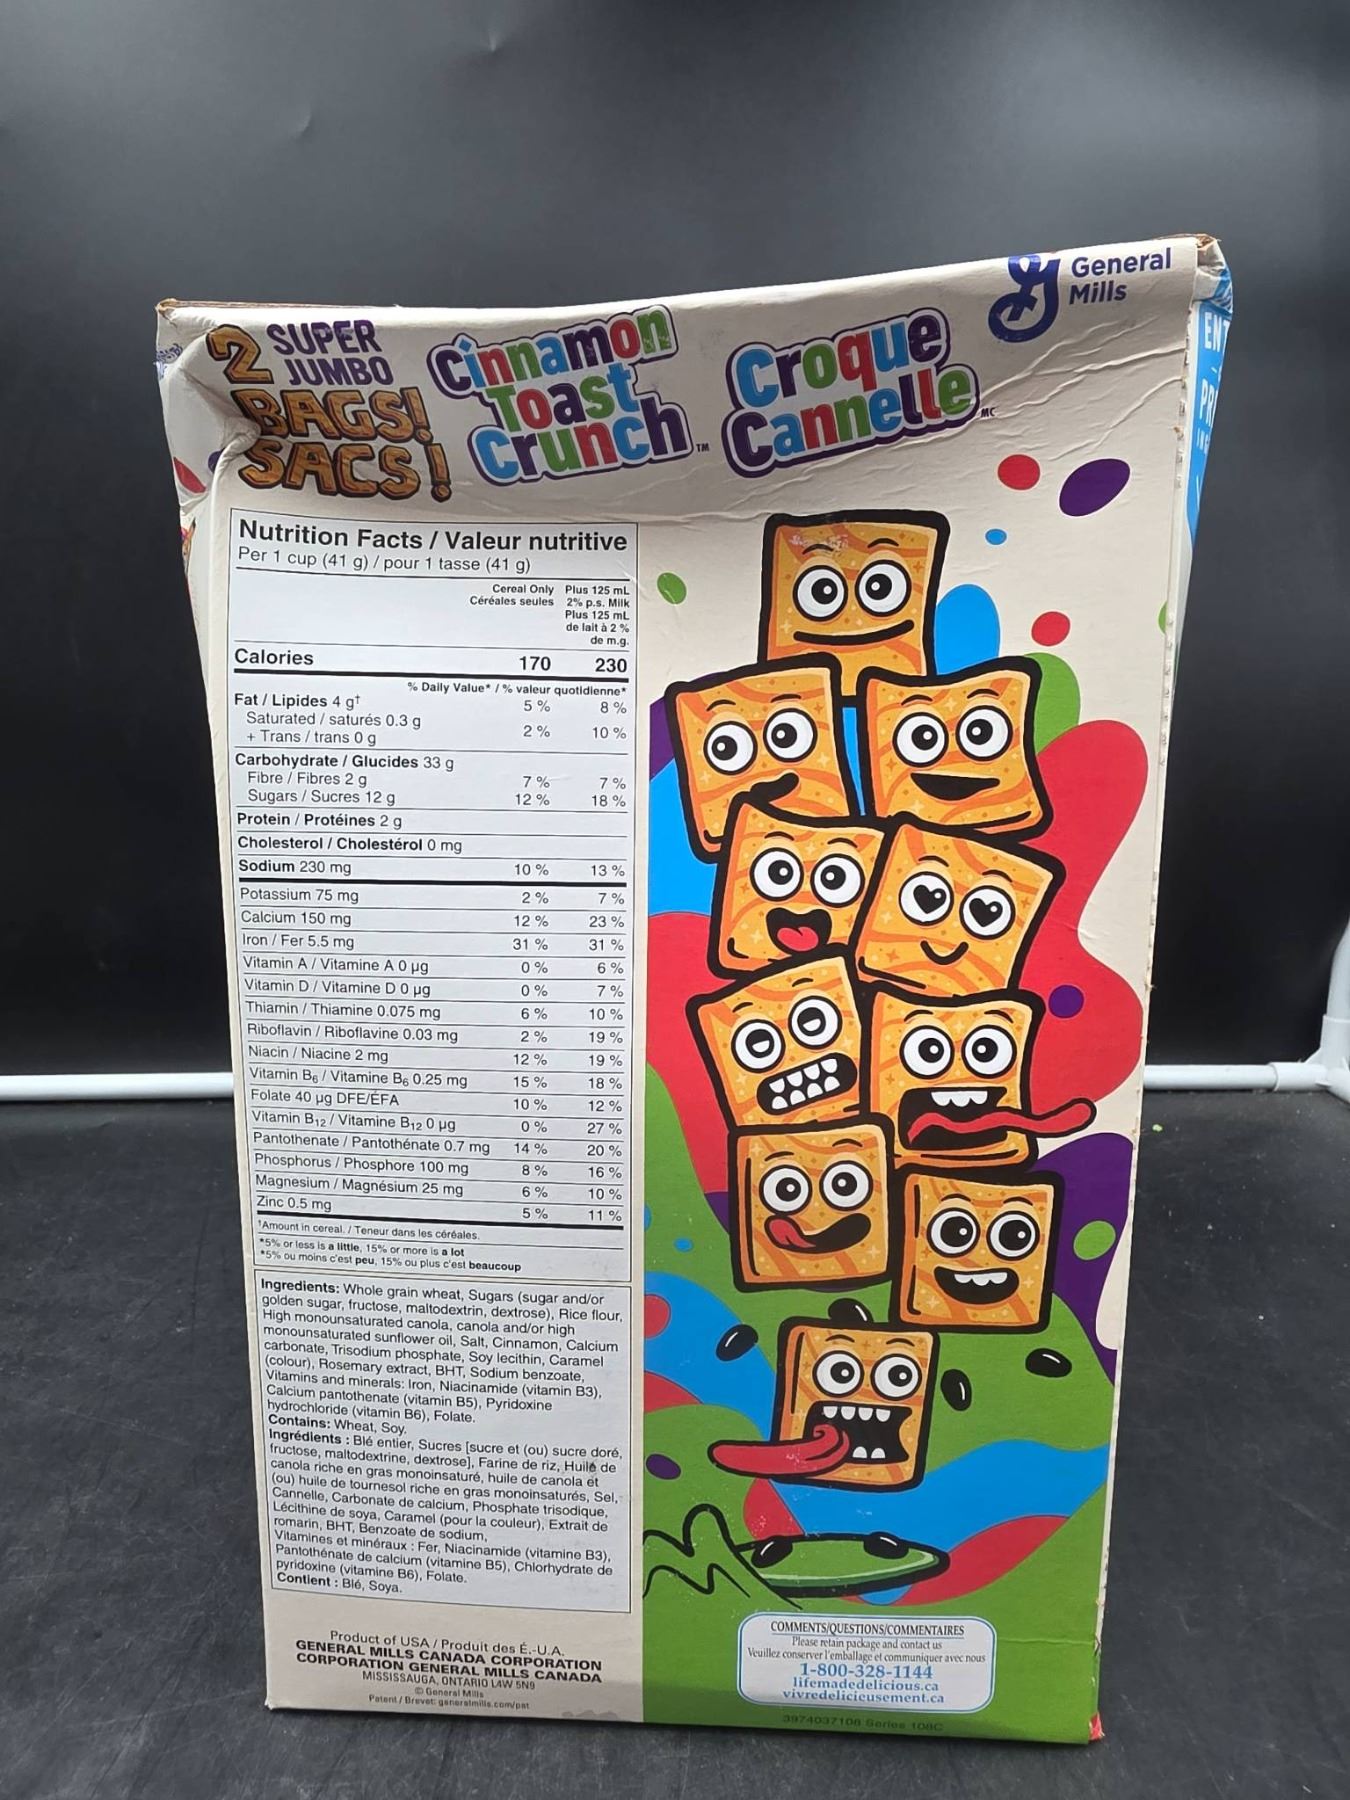 2 SUPER
JUMBO
BAGS!
SACS!
Cinnamon
Toast
Crunch™
Croque
Cannelle MC
General
Mills
Nutrition Facts / Valeur nutritive
Per 1 cup (41 g) / pour 1 tasse (41 g)
Cereal Only Plus 125 mL
Céréales seules 2% p.s. Milk
Plus 125 mL
de lait à 2 %
de m.g.
Calories 170 230
% Daily Value* / % valeur quotidienne*
Fat / Lipides 4 g† 5 % 8 %
Saturated / saturés 0.3 g
+ Trans / trans 0 g 2 % 10 %
Carbohydrate / Glucides 33 g
Fibre / Fibres 2 g 7 % 7 %
Sugars / Sucres 12 g 12 % 18 %
Protein / Protéines 2 g
Cholesterol / Cholestérol 0 mg
Sodium 230 mg 10 % 13 %
Potassium 75 mg 2 % 7 %
Calcium 150 mg 12 % 23 %
Iron / Fer 5.5 mg 31 % 31 %
Vitamin A / Vitamine A 0 µg 0 % 6 %
Vitamin D / Vitamine D 0 µg 0 % 7 %
Thiamin / Thiamine 0.075 mg 6 % 10 %
Riboflavin / Riboflavine 0.03 mg 2 % 19 %
Niacin / Niacine 2 mg 12 % 19 %
Vitamin B6 / Vitamine B6 0.25 mg 15 % 18 %
Folate 40 µg DFE/ÉFA 10 % 12 %
Vitamin B12 / Vitamine B12 0 µg 0 % 27 %
Pantothenate / Pantothénate 0.7 mg 14 % 20 %
Phosphorus / Phosphore 100 mg 8 % 16 %
Magnesium / Magnésium 25 mg 6 % 10 %
Zinc 0.5 mg 5 % 11 %
†Amount in cereal. / Teneur dans les céréales.
*5% or less is a little, 15% or more is a lot
*5% ou moins c'est peu, 15% ou plus c'est beaucoup
Ingredients: Whole grain wheat, Sugars (sugar and/or
golden sugar, fructose, maltodextrin, dextrose), Rice flour,
High monounsaturated canola, canola and/or high
monounsaturated sunflower oil, Salt, Cinnamon, Calcium
carbonate, Trisodium phosphate, Soy lecithin, Caramel
(colour), Rosemary extract, BHT, Sodium benzoate,
Vitamins and minerals: Iron, Niacinamide (vitamin B3),
Calcium pantothenate (vitamin B5), Pyridoxine
hydrochloride (vitamin B6), Folate.
Contains: Wheat, Soy.
Ingrédients : Blé entier, Sucres [sucre et (ou) sucre doré,
fructose, maltodextrine, dextrose], Farine de riz, Huile de
canola riche en gras monoinsaturé, huile de canola et
(ou) huile de tournesol riche en gras monoinsaturés, Sel,
Cannelle, Carbonate de calcium, Phosphate trisodique,
Lécithine de soya, Caramel (pour la couleur), Extrait de
romarin, BHT, Benzoate de sodium,
Vitamines et minéraux : Fer, Niacinamide (vitamine B3),
Pantothénate de calcium (vitamine B5), Chlorhydrate de
pyridoxine (vitamine B6), Folate.
Contient : Blé, Soya.
Product of USA / Produit des É.-U.A.
GENERAL MILLS CANADA CORPORATION
CORPORATION GENERAL MILLS CANADA
MISSISSAUGA, ONTARIO L4W 5N9
© General Mills
Patent / Brevet: generalmills.com/pat
COMMENTS/QUESTIONS/COMMENTAIRES
Please retain package and contact us
Veuillez conserver l'emballage et communiquer avec nous
1-800-328-1144
lifemadedelicious.ca
vivredelicieusement.ca
3974037108 Series 108C